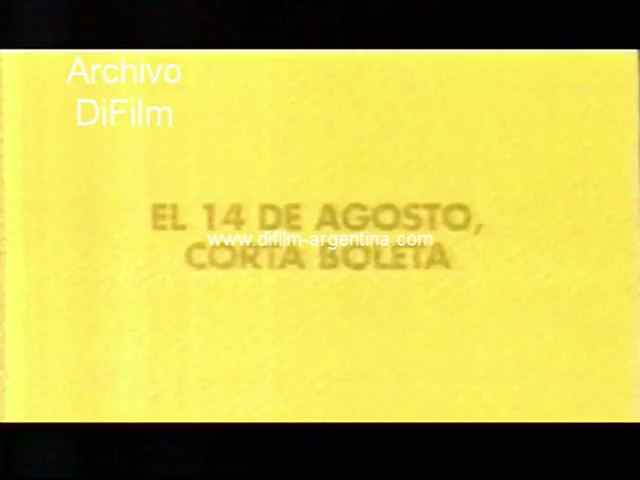 Archivo
DiFilm
EL 14 DE AGOSTO,
www.difilm-argentina.com
CORTA BOLETA